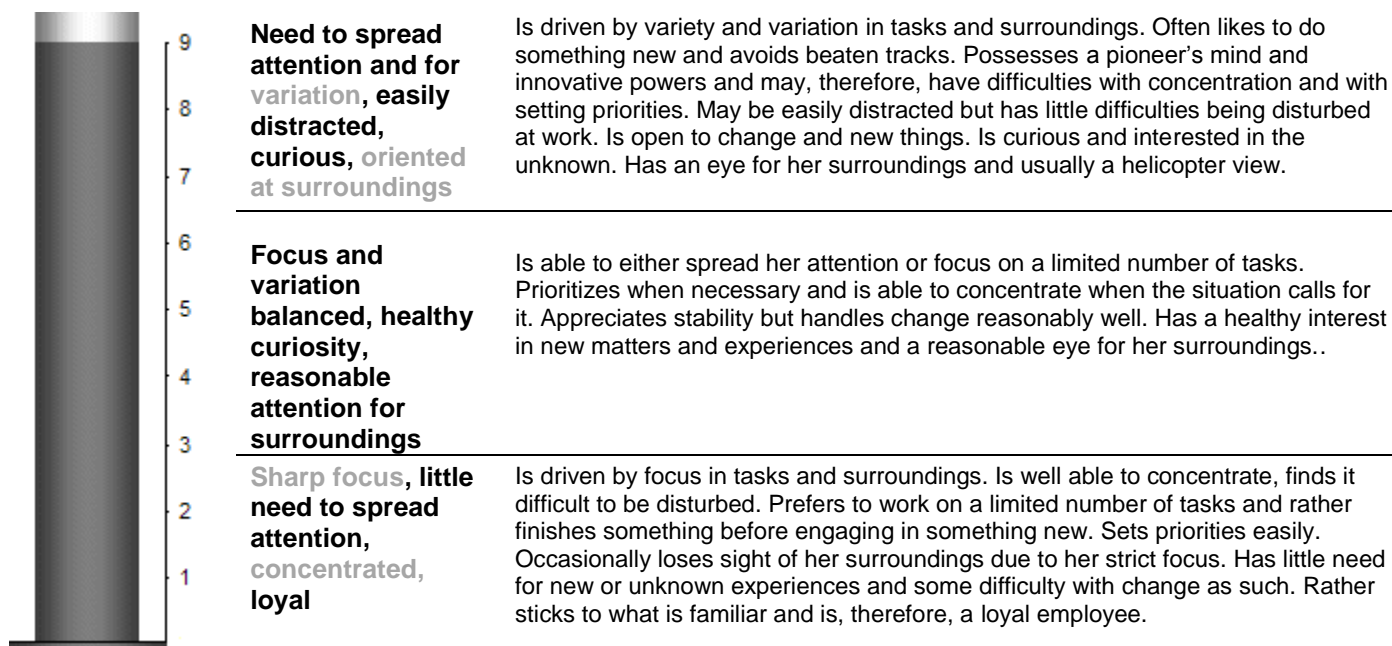 9
8
7
6
5
4
3
2
1
Need to spread
attention and for
variation, easily
distracted,
curious, oriented
at surroundings
Is driven by variety and variation in tasks and surroundings. Often likes to do
something new and avoids beaten tracks. Possesses a pioneer’s mind and
innovative powers and may, therefore, have difficulties with concentration and with
setting priorities. May be easily distracted but has little difficulties being disturbed
at work. Is open to change and new things. Is curious and interested in the
unknown. Has an eye for her surroundings and usually a helicopter view.
Focus and
variation
balanced, healthy
curiosity,
reasonable
attention for
surroundings
Is able to either spread her attention or focus on a limited number of tasks.
Prioritizes when necessary and is able to concentrate when the situation calls for
it. Appreciates stability but handles change reasonably well. Has a healthy interest
in new matters and experiences and a reasonable eye for her surroundings..
Sharp focus, little
need to spread
attention,
concentrated,
loyal
Is driven by focus in tasks and surroundings. Is well able to concentrate, finds it
difficult to be disturbed. Prefers to work on a limited number of tasks and rather
finishes something before engaging in something new. Sets priorities easily.
Occasionally loses sight of her surroundings due to her strict focus. Has little need
for new or unknown experiences and some difficulty with change as such. Rather
sticks to what is familiar and is, therefore, a loyal employee.